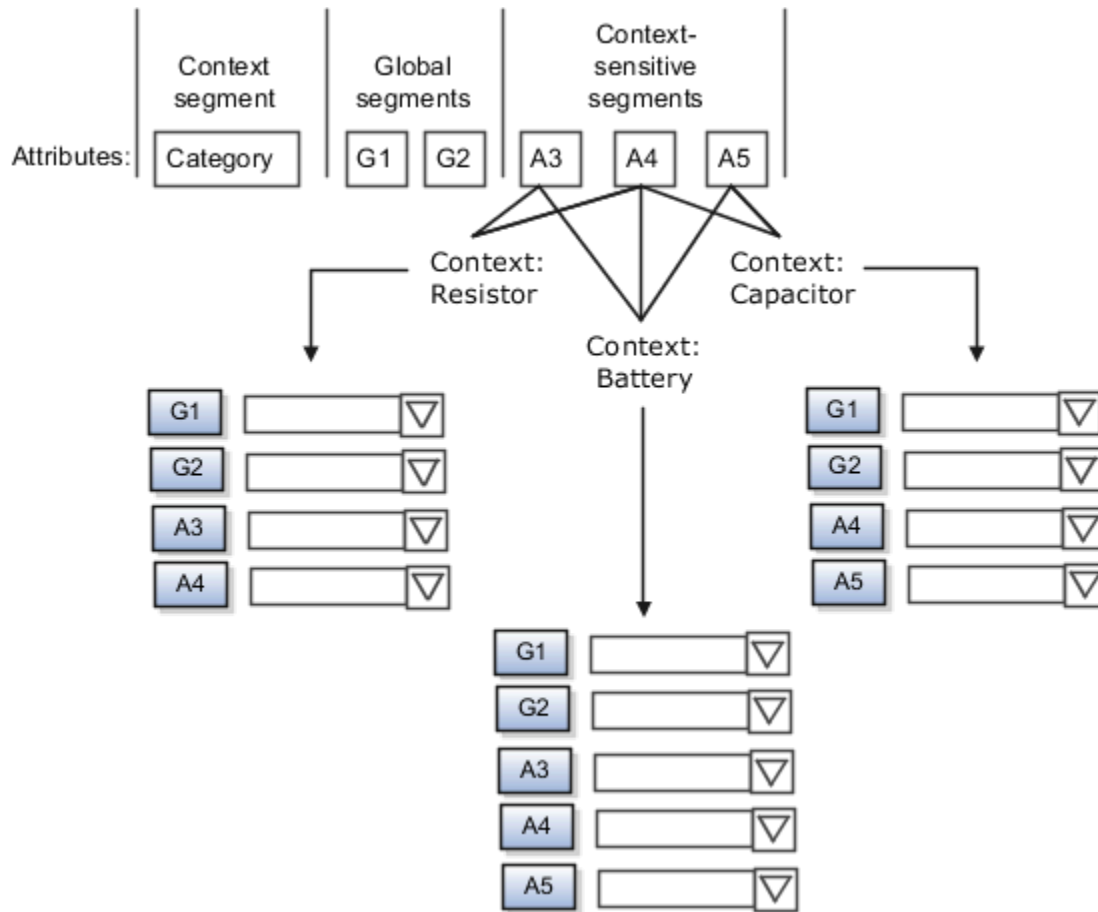 Context
segment
Global
segments
Context-
sensitive
segments
Attributes:
Category
G1
G2
A3
A4
A5
Context:
Resistor
Context:
Capacitor
Context:
Battery
G1
G2
A3
A4
G1
G2
A4
A5
G1
G2
A3
A4
A5